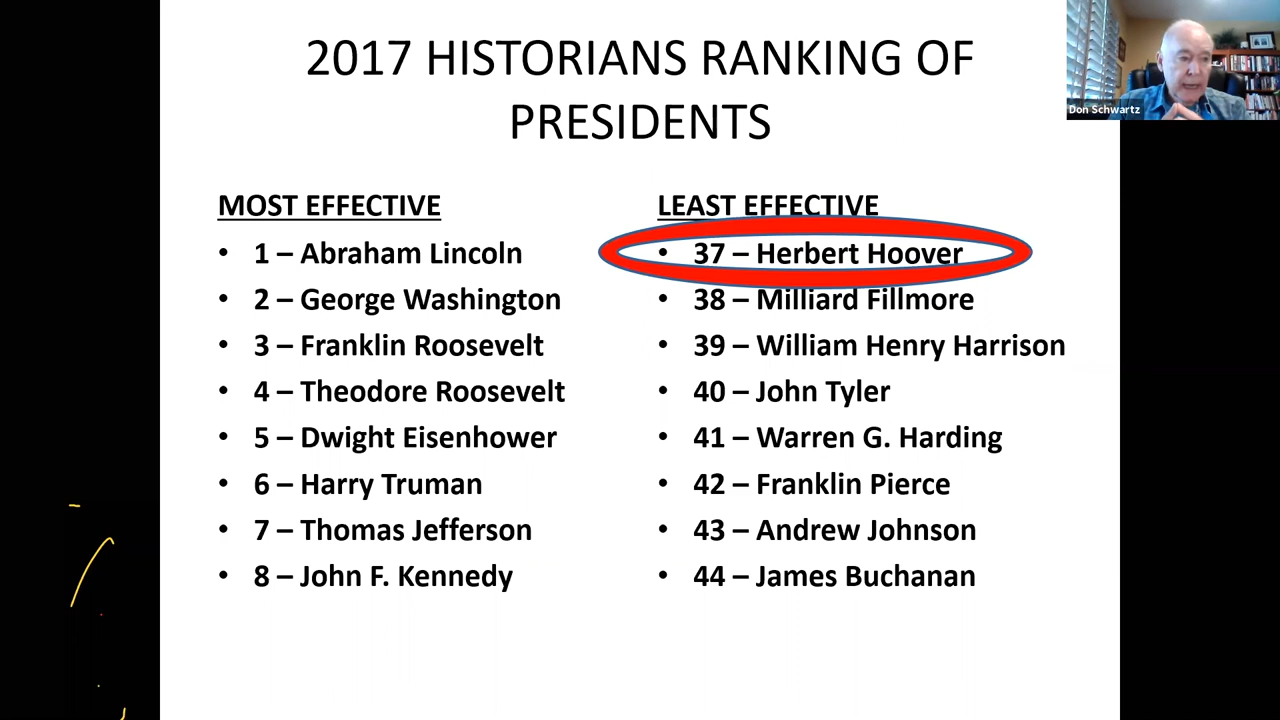 2017 HISTORIANS RANKING OF
PRESIDENTS
Don Schwartz
MOST EFFECTIVE
• 1 – Abraham Lincoln
• 2 – George Washington
• 3 – Franklin Roosevelt
• 4 – Theodore Roosevelt
• 5 – Dwight Eisenhower
• 6 – Harry Truman
• 7 – Thomas Jefferson
• 8 – John F. Kennedy
LEAST EFFECTIVE
• 37 – Herbert Hoover
• 38 – Milliard Fillmore
• 39 – William Henry Harrison
• 40 – John Tyler
• 41 – Warren G. Harding
• 42 – Franklin Pierce
• 43 – Andrew Johnson
• 44 – James Buchanan